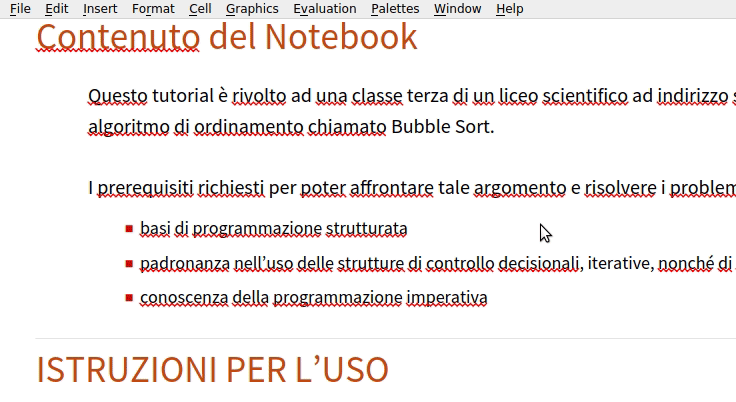 File Edit Insert Format Cell Graphics Evaluation Palettes Window Help
Contenuto del Notebook
Questo tutorial è rivolto ad una classe terza di un liceo scientifico ad indirizzo
algoritmo di ordinamento chiamato Bubble Sort.
I prerequisiti richiesti per poter affrontare tale argomento e risolvere i problem
basi di programmazione strutturata
padronanza nell’uso delle strutture di controllo decisionali, iterative, nonché di
conoscenza della programmazione imperativa
ISTRUZIONI PER L’USO